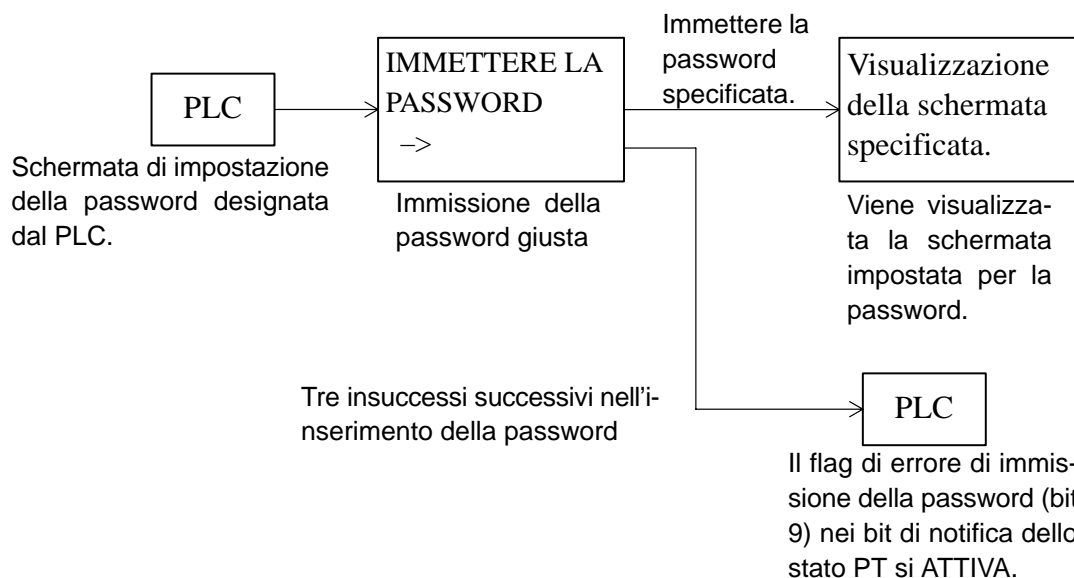 PLC
Schermata di impostazione
della password designata
dal PLC.
IMMETTERE LA
PASSWORD
–>
Immissione della
password giusta
Immettere la
password
specificata.
Visualizzazione
della schermata
specificata.
Viene visualizza-
ta la schermata
impostata per la
password.
Tre insuccessi successivi nell’i-
nserimento della password
PLC
Il flag di errore di immis-
sione della password (bit
9) nei bit di notifica dello
stato PT si ATTIVA.